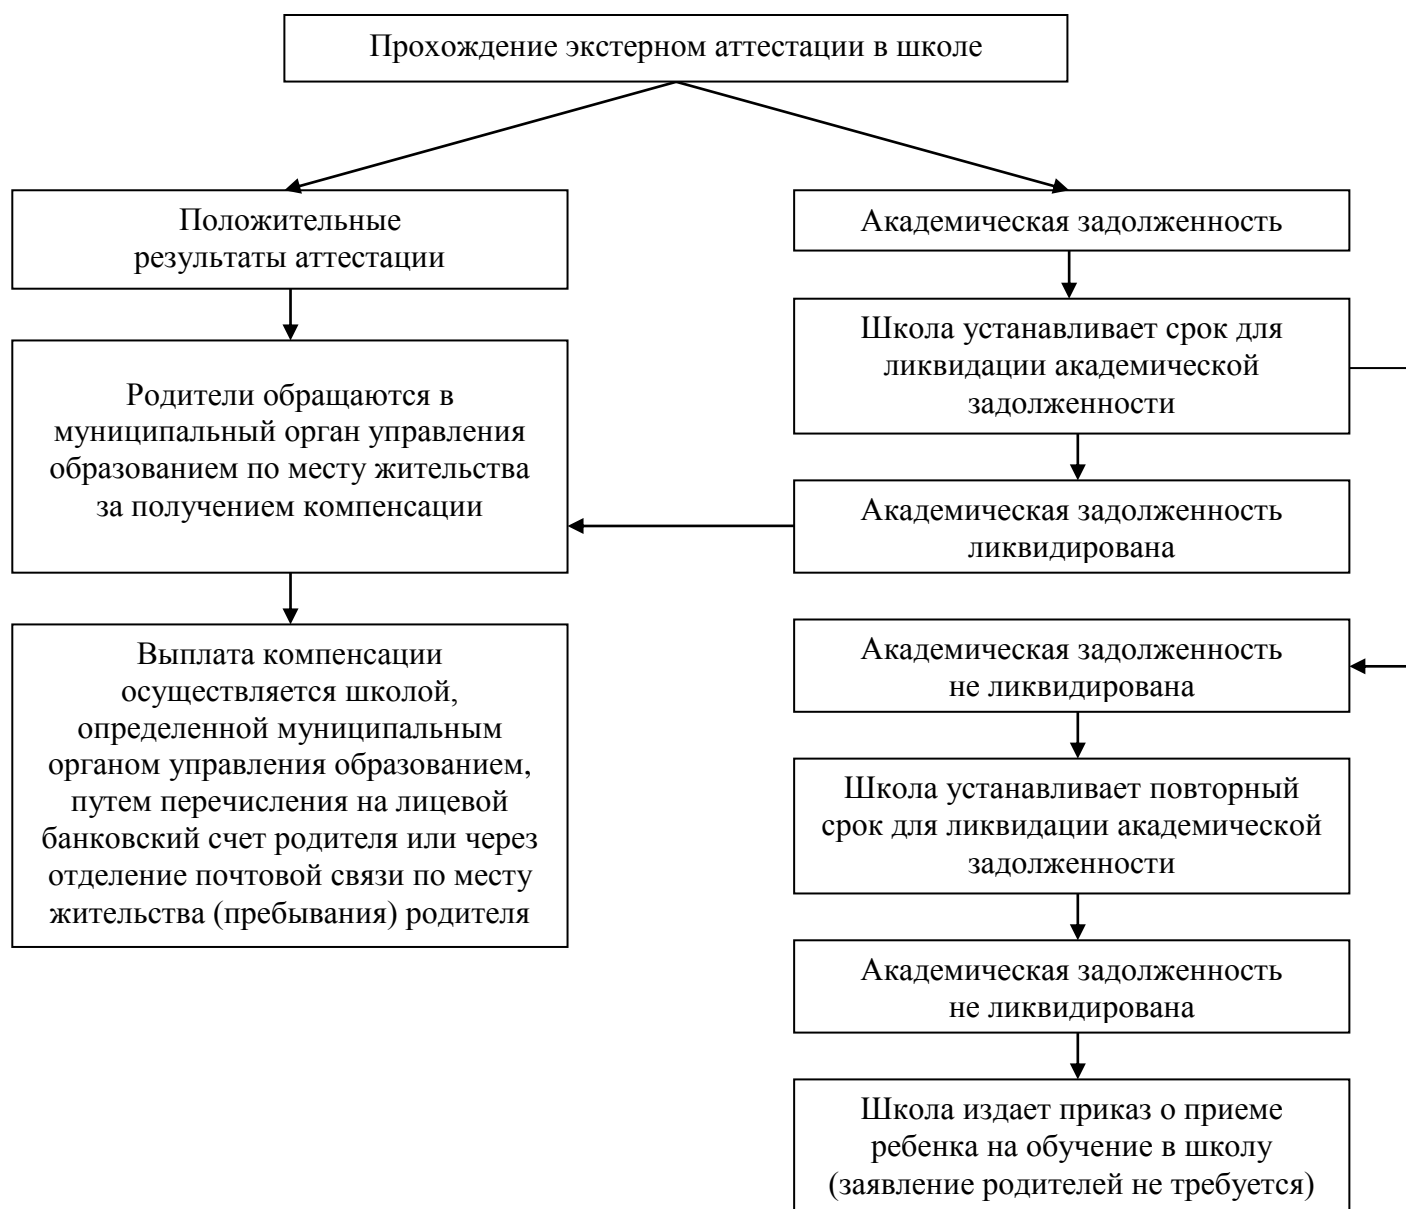 Прохождение экстерном аттестации в школе
Положительные
результаты аттестации
Родители обращаются в
муниципальный орган управления
образованием по месту жительства
за получением компенсации
Выплата компенсации
осуществляется школой,
определенной муниципальным
органом управления образованием,
путем перечисления на лицевой
банковский счет родителя или через
отделение почтовой связи по месту
жительства (пребывания) родителя
Академическая задолженность
Школа устанавливает срок для
ликвидации академической
задолженности
Академическая задолженность
ликвидирована
Академическая задолженность
не ликвидирована
Школа устанавливает повторный
срок для ликвидации академической
задолженности
Академическая задолженность
не ликвидирована
Школа издает приказ о приеме
ребенка на обучение в школу
(заявление родителей не требуется)